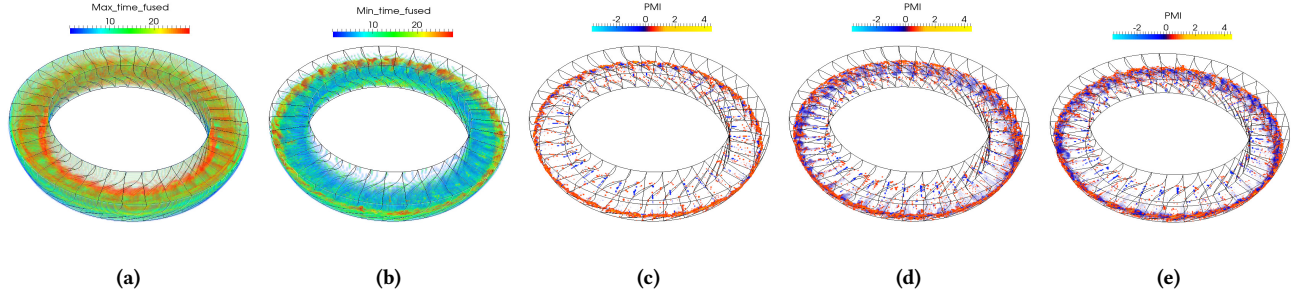 Max_time_fused
10 20
Min_time_fused
10 20
PMI
-2 0 2 4
PMI
-2 0 2 4
PMI
-2 0 2 4
(a) (b) (c) (d) (e)